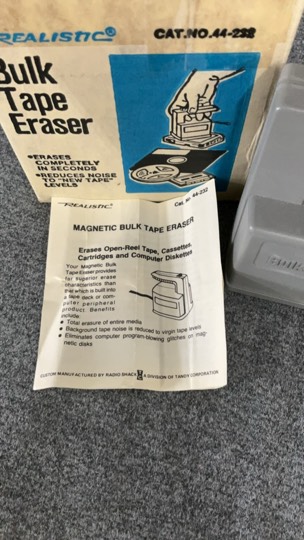 REALISTIC®
CAT.NO.44-232
Bulk
Tape
Eraser
•ERASES
COMPLETELY
IN SECONDS
•REDUCES NOISE
TO "NEW TAPE"
LEVELS
REALISTIC®
Cat. No. 44-232
MAGNETIC BULK TAPE ERASER
Erases Open-Reel Tape, Cassettes,
Cartridges and Computer Diskettes
Your Magnetic Bulk
Tape Eraser provides
far superior erase
characteristics than
that which is built into
a tape deck or com-
puter peripheral
product. Benefits
include:
• Total erasure of entire media
• Background tape noise is reduced to virgin tape levels
• Eliminates computer program-blowing glitches on mag-
netic disks
CUSTOM MANUFACTURED BY RADIO SHACK A DIVISION OF TANDY CORPORATION